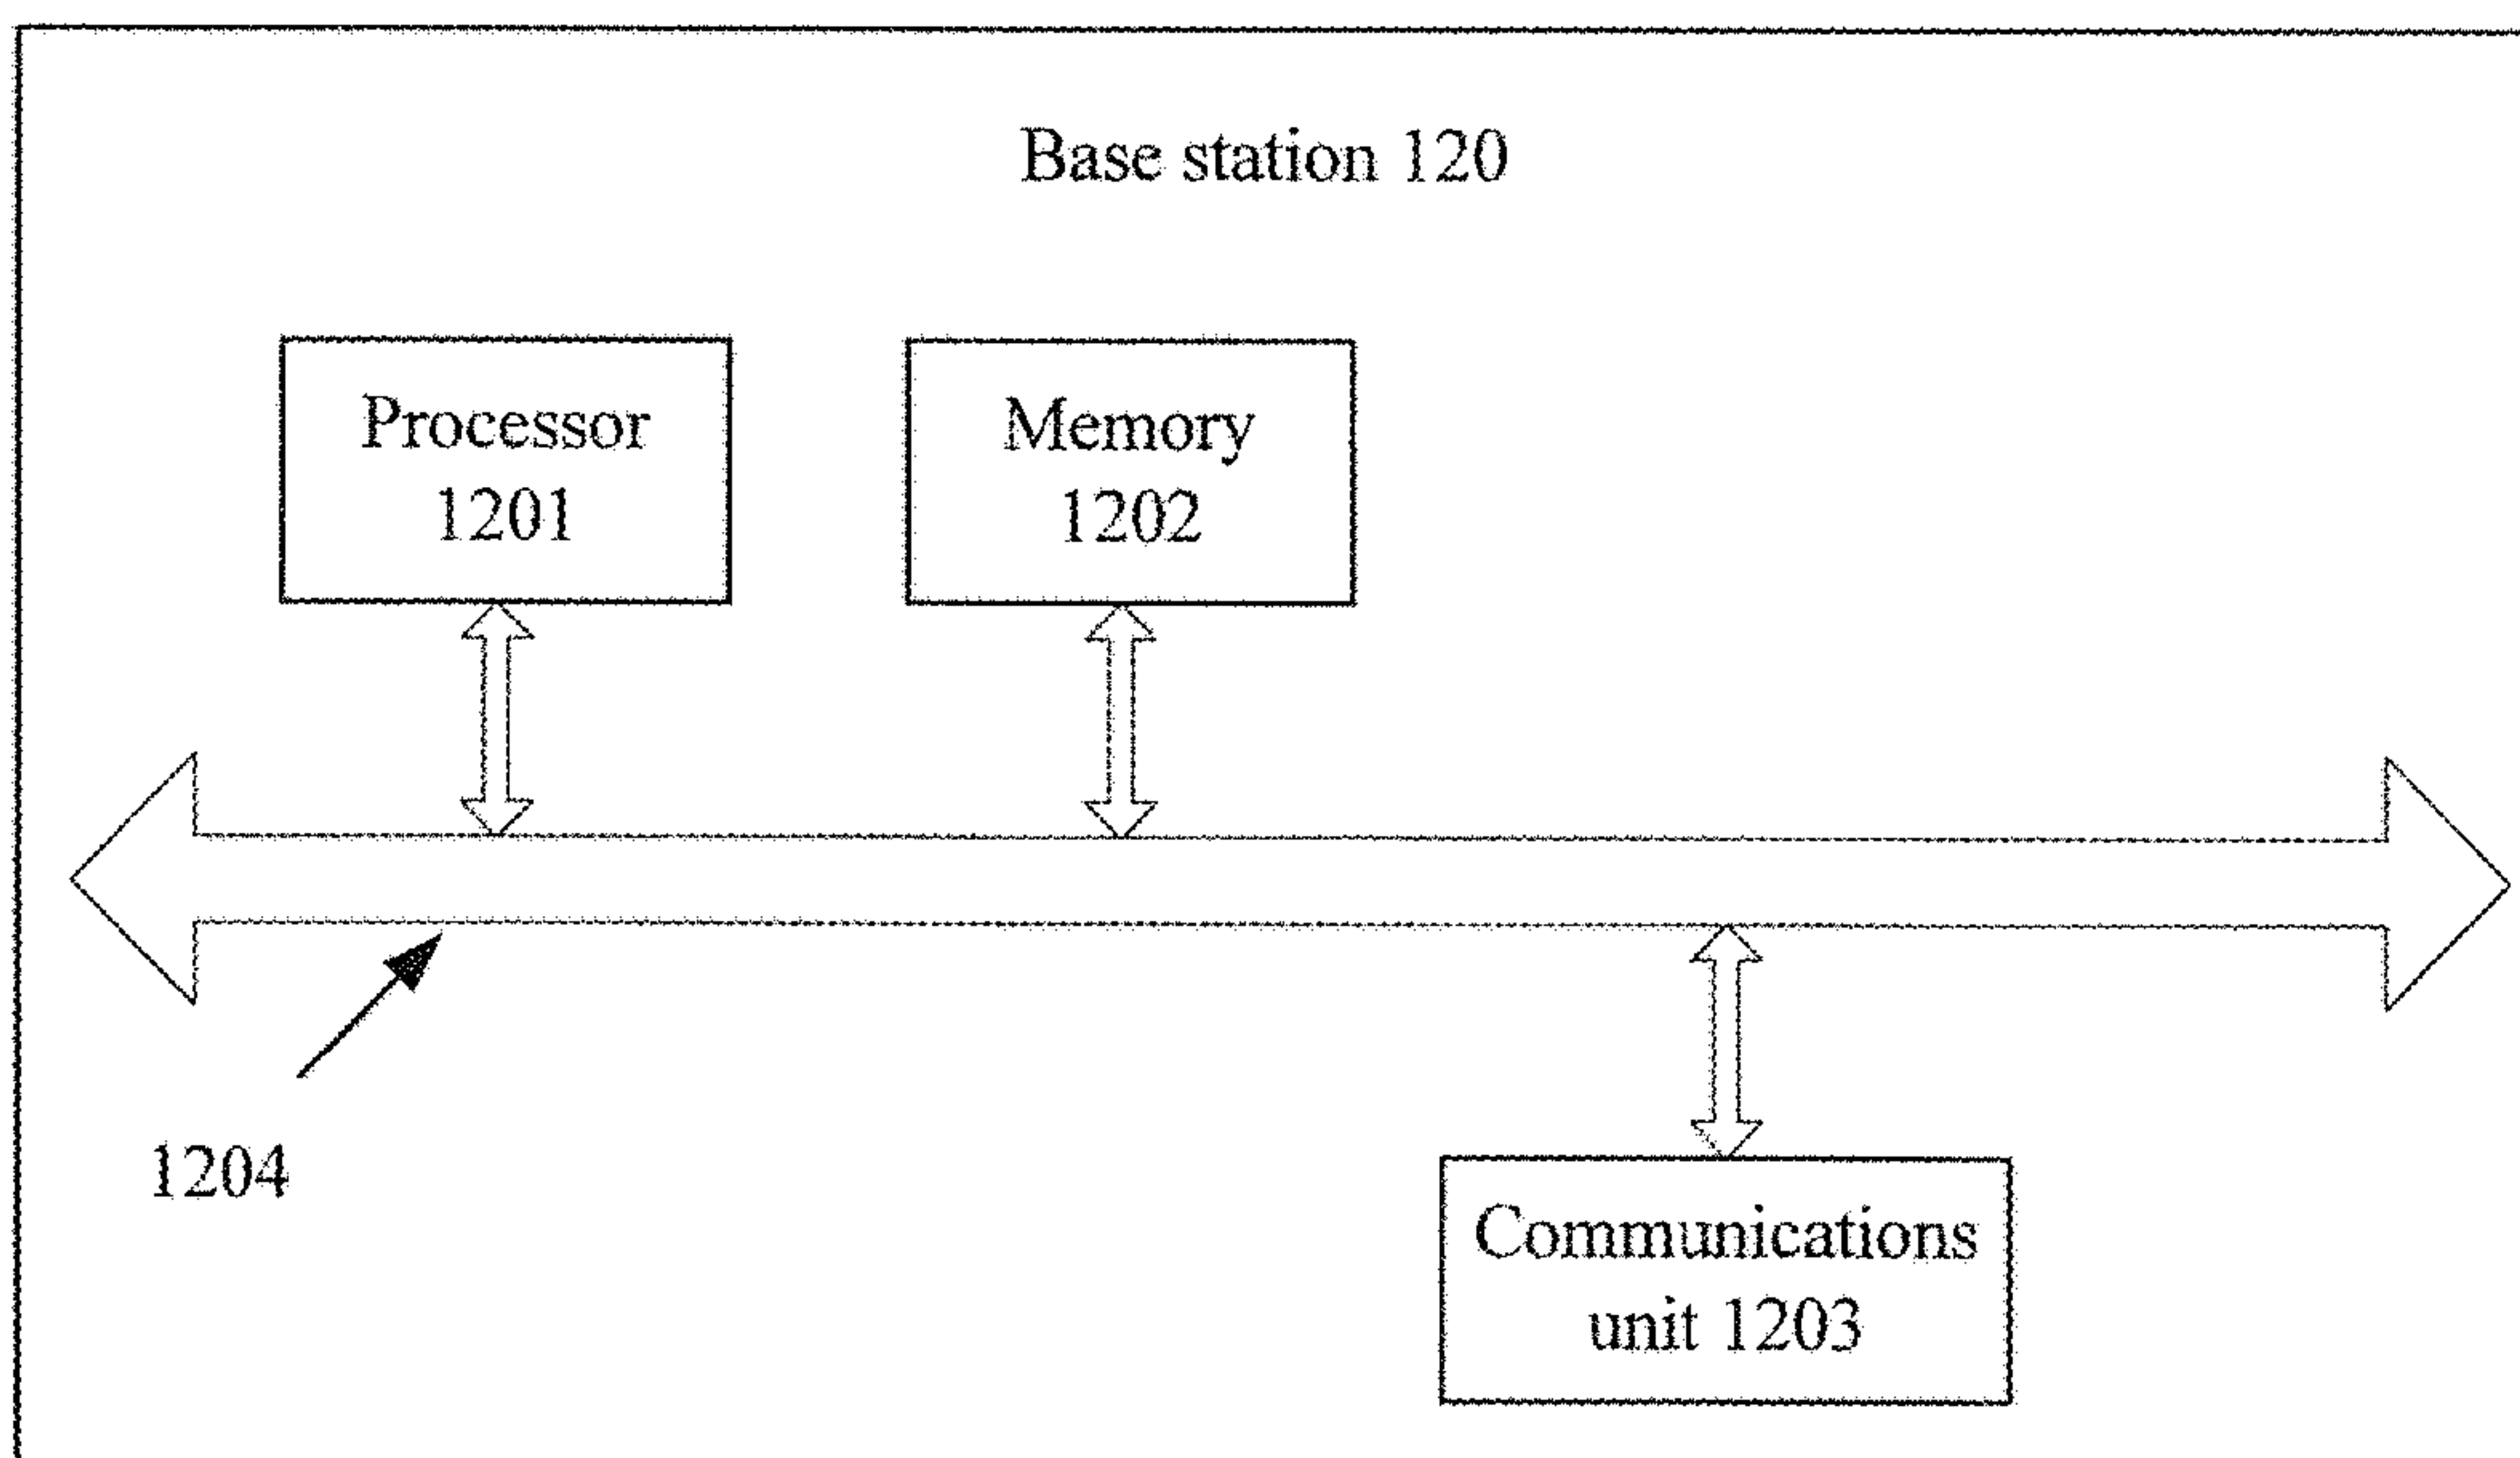 Base station 120
Processor
1201
Memory
1202
1204
Communications
unit 1203